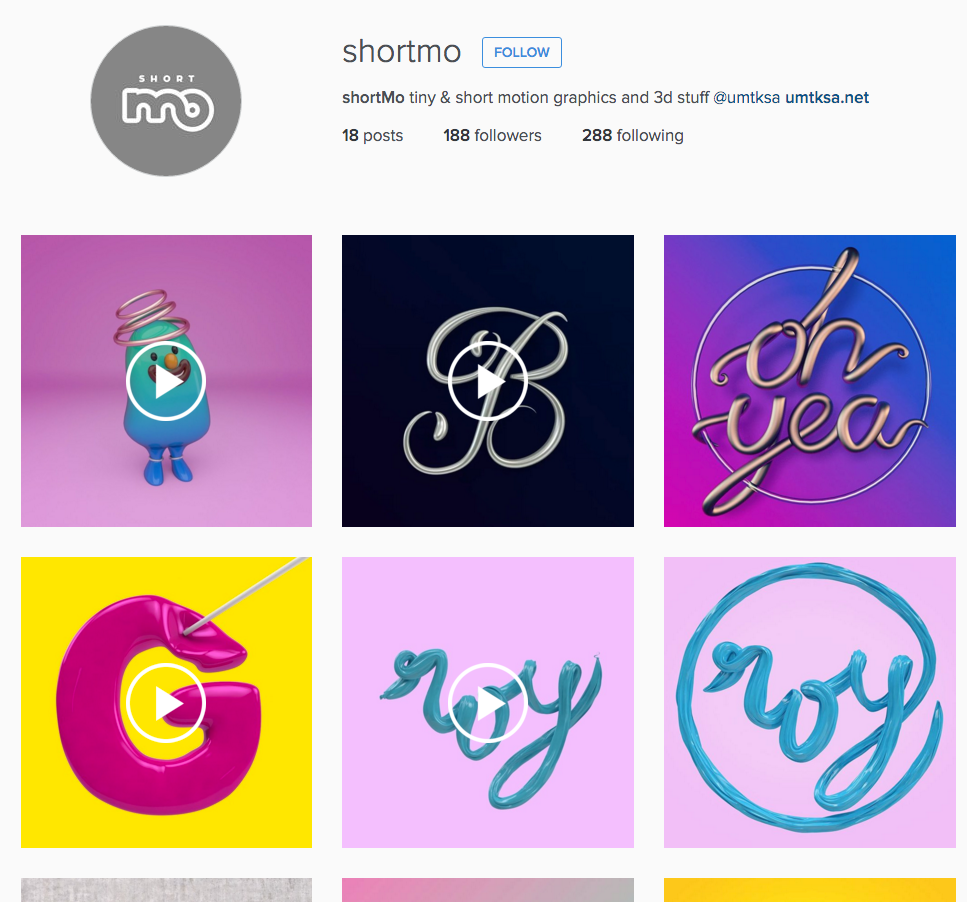 SHORT
mo
shortmo FOLLOW
shortMo tiny & short motion graphics and 3d stuff @umtksa umtksa.net
18 posts 188 followers 288 following
B
oh
yea
G
roy
roy